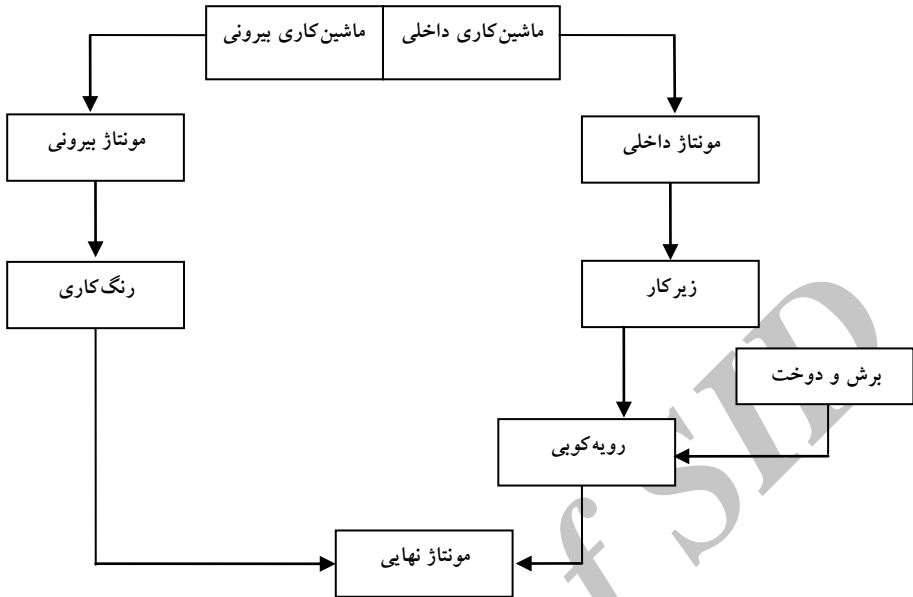 ماشین‌کاری داخلی
ماشین‌کاری بیرونی
مونتاژ داخلی
مونتاژ بیرونی
زیرکار
رنگ‌کاری
برش و دوخت
رویه‌کوبی
مونتاژ نهایی
f SID